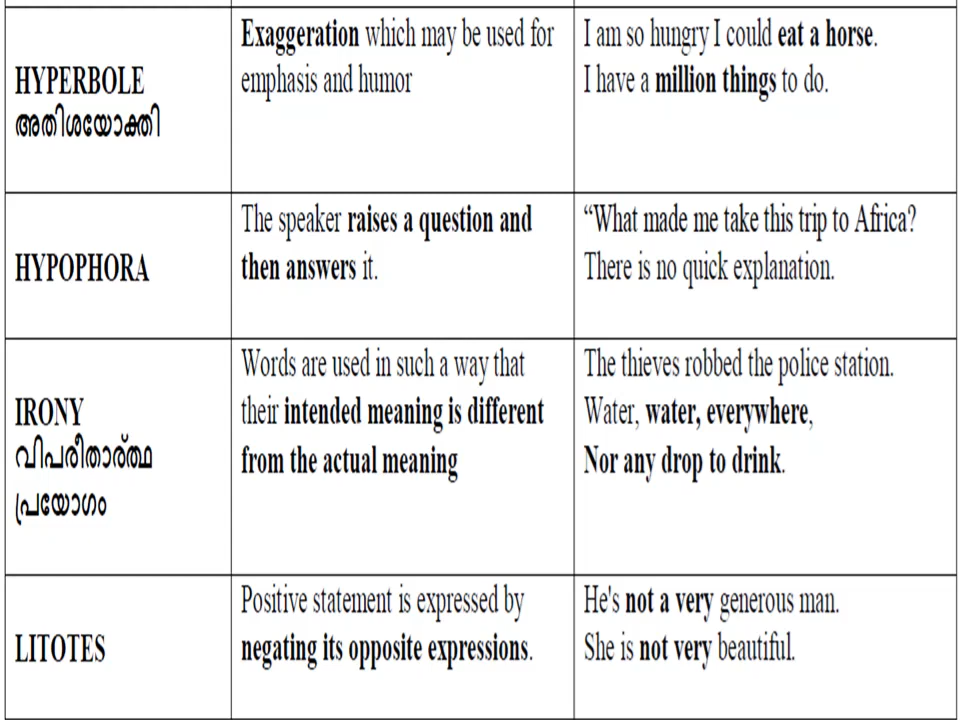 HYPERBOLE
അതിശയോക്തി
Exaggeration which may be used for
emphasis and humor
I am so hungry I could eat a horse.
I have a million things to do.
HYPOPHORA
The speaker raises a question and
then answers it.
“What made me take this trip to Africa?
There is no quick explanation.
IRONY
വിപരീതാര്‍ത്ഥ
പ്രയോഗം
Words are used in such a way that
their intended meaning is different
from the actual meaning
The thieves robbed the police station.
Water, water, everywhere,
Nor any drop to drink.
LITOTES
Positive statement is expressed by
negating its opposite expressions.
He's not a very generous man.
She is not very beautiful.